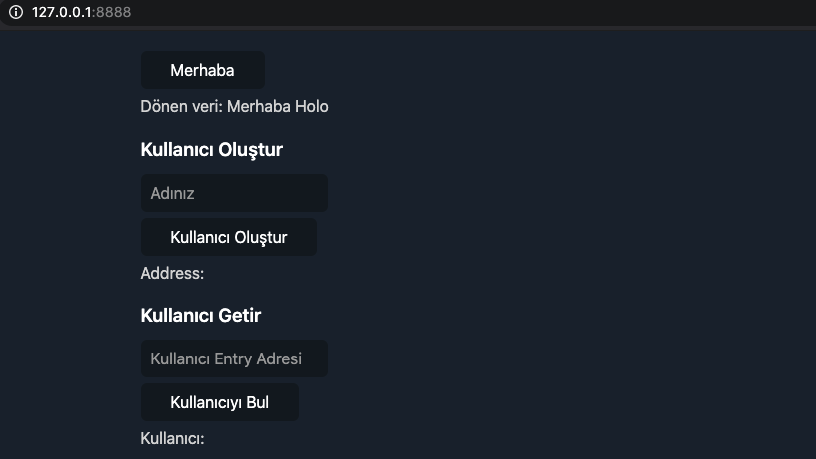 127.0.0.1:8888
Merhaba
Dönen veri: Merhaba Holo
Kullanıcı Oluştur
Adınız
Kullanıcı Oluştur
Address:
Kullanıcı Getir
Kullanıcı Entry Adresi
Kullanıcıyı Bul
Kullanıcı: